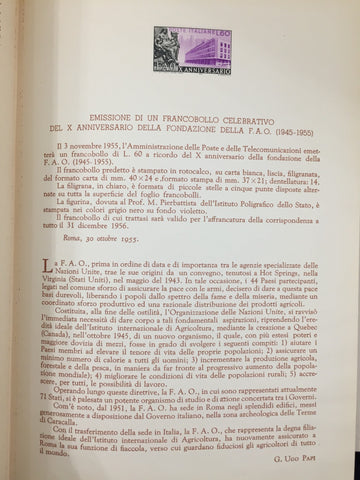 POSTE ITALIANE L.60
X ANNIVERSARIO
EMISSIONE DI UN FRANCOBOLLO CELEBRATIVO
DEL X ANNIVERSARIO DELLA FONDAZIONE DELLA F. A. O. (1945-1955)
Il 3 novembre 1955, l'Amministrazione delle Poste e delle Telecomunicazioni emet-
terà un francobollo di L. 60 a ricordo del X anniversario della fondazione della
F. A. O. (1945-1955).
Il francobollo predetto è stampato in rotocalco, su carta bianca, liscia, filigranata,
del formato carta di mm. 40×24 e formato stampa di mm. 37×21; dentellatura: 14.
La filigrana, in chiaro, è formata di piccole stelle a cinque punte disposte alter-
nate su tutta la superficie del foglio francobolli.
La figurina, dovuta al Prof. M. Pierbattista dell'Istituto Poligrafico dello Stato, è
stampata nei colori grigio nero su fondo violetto.
Il francobollo di cui trattasi sarà valido per l'affrancatura della corrispondenza a
tutto il 31 dicembre 1956.
Roma, 30 ottobre 1955.
La F. A. O., prima in ordine di data e di importanza tra le agenzie specializzate delle
Nazioni Unite, trae le sue origini da un convegno, tenutosi a Hot Springs, nella
Virginia (Stati Uniti), nel maggio del 1943. In tale occasione, i 44 Paesi partecipanti,
legati nel comune sforzo di assicurare la pace con le armi, decisero di dare a questa pace
basi durevoli, liberando i popoli dallo spettro della fame e della miseria, mediante un
coordinato sforzo produttivo ed una razionale distribuzione dei prodotti agricoli.
Costituita, alla fine delle ostilità, l'Organizzazione delle Nazioni Unite, si ravvisò
l'immediata necessità di dare corpo a tali fondamentali aspirazioni, riprendendo l'ere-
dità ideale dell'Istituto internazionale di Agricoltura, mediante la creazione a Quebec
(Canadà), nell'ottobre 1945, di un nuovo organismo, il quale, con più estesi poteri e
maggiore dovizia di mezzi, fosse in grado di svolgere i seguenti compiti: 1) aiutare i
Paesi membri ad elevare il tenore di vita delle proprie popolazioni; 2) assicurare un
minimo comune di calorie a tutti gli uomini; 3) incrementare la produzione agricola,
forestale e della pesca, in maniera da far fronte al progressivo aumento della popola-
zione mondiale; 4) migliorare le condizioni di vita delle popolazioni rurali; 5) accre-
scere, per tutti, le possibilità di lavoro.
Operando lungo queste direttive, la F. A. O., in cui sono rappresentati attualmente
71 Stati, si è palesata un potente organismo di studio e di azione concertata fra i Governi.
Com'è noto, dal 1951, la F. A. O. ha sede in Roma negli splendidi edifici, messi
generosamente a disposizione dal Governo italiano, nella zona archeologica delle Terme
di Caracalla.
Con il trasferimento della sede in Italia, la F. A. O., che rappresenta la degna filia-
zione ideale dell'Istituto internazionale di Agricoltura, ha nuovamente assicurato a
Roma la sua funzione di fiaccola, verso cui guardano fiduciosi gli agricoltori di tutto
il mondo.
G. Ugo Papi